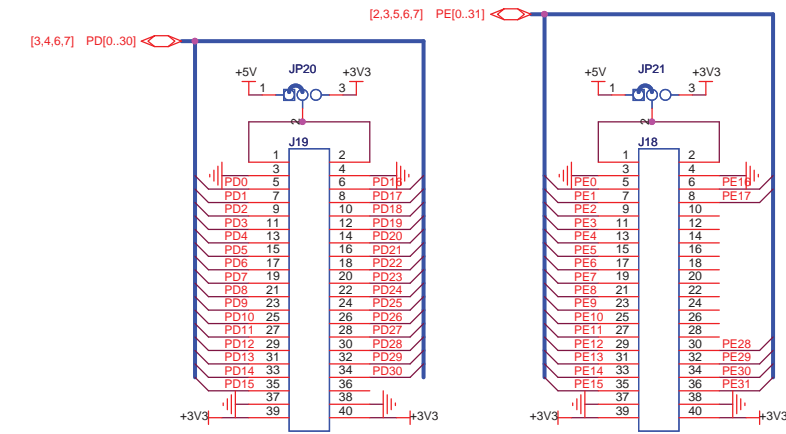 [2,3,5,6,7] PE[0..31]
[3,4,6,7] PD[0..30]
+5V JP20 +3V3
1 3
2
J19
1 2
3 4
PD0 5 6 PD16
PD1 7 8 PD17
PD2 9 10 PD18
PD3 11 12 PD19
PD4 13 14 PD20
PD5 15 16 PD21
PD6 17 18 PD22
PD7 19 20 PD23
PD8 21 22 PD24
PD9 23 24 PD25
PD10 25 26 PD26
PD11 27 28 PD27
PD12 29 30 PD28
PD13 31 32 PD29
PD14 33 34 PD30
PD15 35 36
37 38
+3V3 39 40 +3V3
+5V JP21 +3V3
1 3
2
J18
1 2
3 4
PE0 5 6 PE16
PE1 7 8 PE17
PE2 9 10
PE3 11 12
PE4 13 14
PE5 15 16
PE6 17 18
PE7 19 20
PE8 21 22
PE9 23 24
PE10 25 26
PE11 27 28
PE12 29 30 PE28
PE13 31 32 PE29
PE14 33 34 PE30
PE15 35 36 PE31
37 38
+3V3 39 40 +3V3